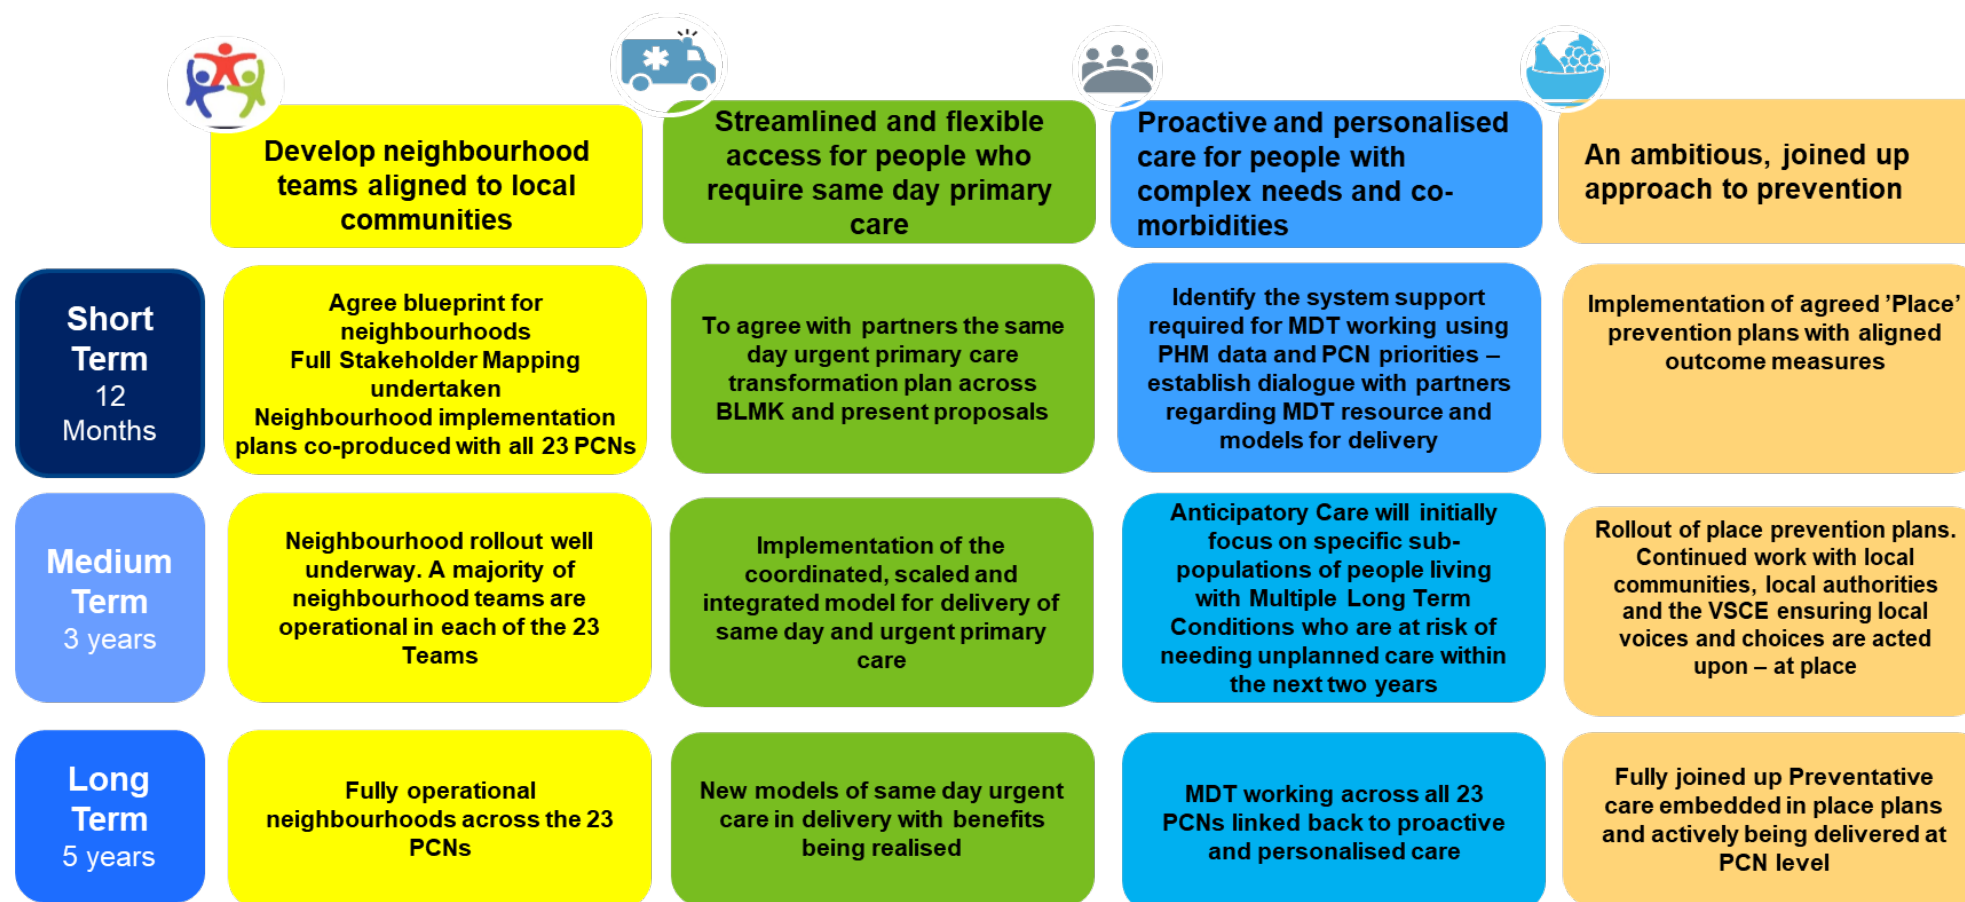 Develop neighbourhood
teams aligned to local
communities
Streamlined and flexible
access for people who
require same day primary
care
Proactive and personalised
care for people with
complex needs and co-
morbidities
An ambitious, joined up
approach to prevention
Short
Term
12
Months
Agree blueprint for
neighbourhoods
Full Stakeholder Mapping
undertaken
Neighbourhood implementation
plans co-produced with all 23 PCNs
To agree with partners the same
day urgent primary care
transformation plan across
BLMK and present proposals
Identify the system support
required for MDT working using
PHM data and PCN priorities –
establish dialogue with partners
regarding MDT resource and
models for delivery
Implementation of agreed ’Place’
prevention plans with aligned
outcome measures
Medium
Term
3 years
Neighbourhood rollout well
underway. A majority of
neighbourhood teams are
operational in each of the 23
Teams
Implementation of the
coordinated, scaled and
integrated model for delivery of
same day and urgent primary
care
Anticipatory Care will initially
focus on specific sub-
populations of people living
with Multiple Long Term
Conditions who are at risk of
needing unplanned care within
the next two years
Rollout of place prevention plans.
Continued work with local
communities, local authorities
and the VSCE ensuring local
voices and choices are acted
upon – at place
Long
Term
5 years
Fully operational
neighbourhoods across the 23
PCNs
New models of same day urgent
care in delivery with benefits
being realised
MDT working across all 23
PCNs linked back to proactive
and personalised care
Fully joined up Preventative
care embedded in place plans
and actively being delivered at
PCN level